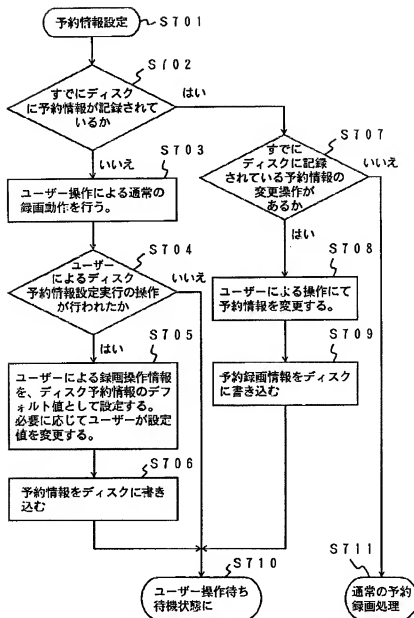 予約情報設定
S701
S702
すでにディスク
に予約情報が記録されて
いるか
はい
いいえ
S703
ユーザー操作による通常の
録画動作を行う。
S704
ユーザー
によるディスク
予約情報設定実行の操作
が行われたか
いいえ
はい
S705
ユーザーによる録画操作情報
を、ディスク予約情報のデフ
ォルト値として設定する。
必要に応じてユーザーが設定
値を変更する。
S706
予約情報をディスクに書き
込む
S707
すでに
ディスクに記録
されている予約情報の
変更操作が
あるか
いいえ
はい
S708
ユーザーによる操作にて
予約情報を変更する。
S709
予約録画情報をディスク
に書き込む
S710
ユーザー操作待ち
待機状態に
S711
通常の予約
録画処理